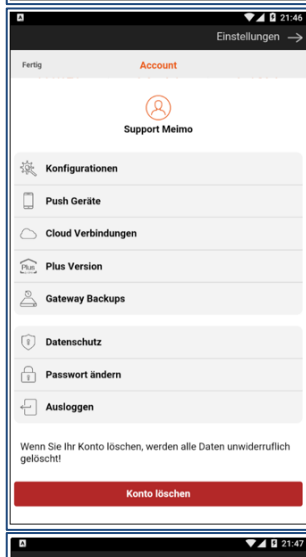 21:46
Einstellungen
Fertig
Account
Support Meimo
Konfigurationen
Push Geräte
Cloud Verbindungen
Plus
Plus Version
Gateway Backups
Datenschutz
Passwort ändern
Ausloggen
Wenn Sie Ihr Konto löschen, werden alle Daten unwiderruflich
gelöscht!
Konto löschen
21:47